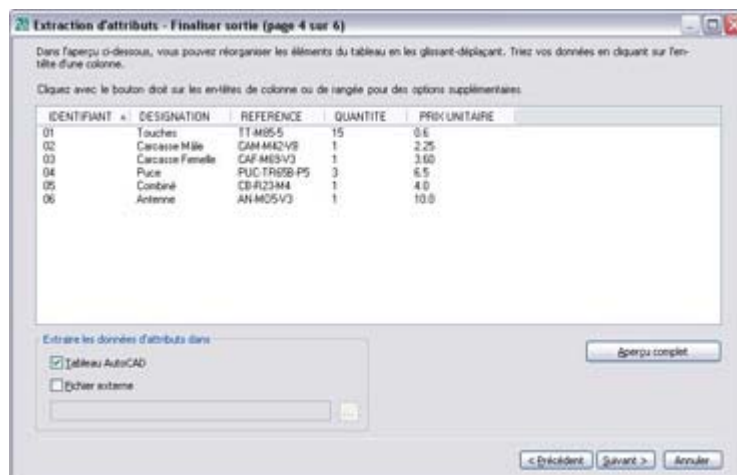 Extraction d'attributs - Finaliser sortie (page 4 sur 6)
Dans l'aperçu ci-dessous, vous pouvez réorganiser les éléments du tableau en les glissant-déplaçant. Triez vos données en cliquant sur l'en-
tête d'une colonne.
Cliquez avec le bouton droit sur les en-têtes de colonne ou de rangée pour des options supplémentaires.
IDENTIFIANT DESIGNATION REFERENCE QUANTITE PRIX UNITAIRE
01 Touches TT-M85-5 15 0.6
02 Carcasse Mâle CAM-M42-V9 1 2.25
03 Carcasse Femelle CAF-M69-V3 1 3.60
04 Puce PUC-TR65B-P5 3 6.5
05 Combiné CB-R23-M4 1 4.0
06 Antenne AN-MO5-V3 1 10.0
Extraire les données d'attributs dans
Tableau AutoCAD
Fichier externe
...
Aperçu complet
< Précédent Suivant > Annuler